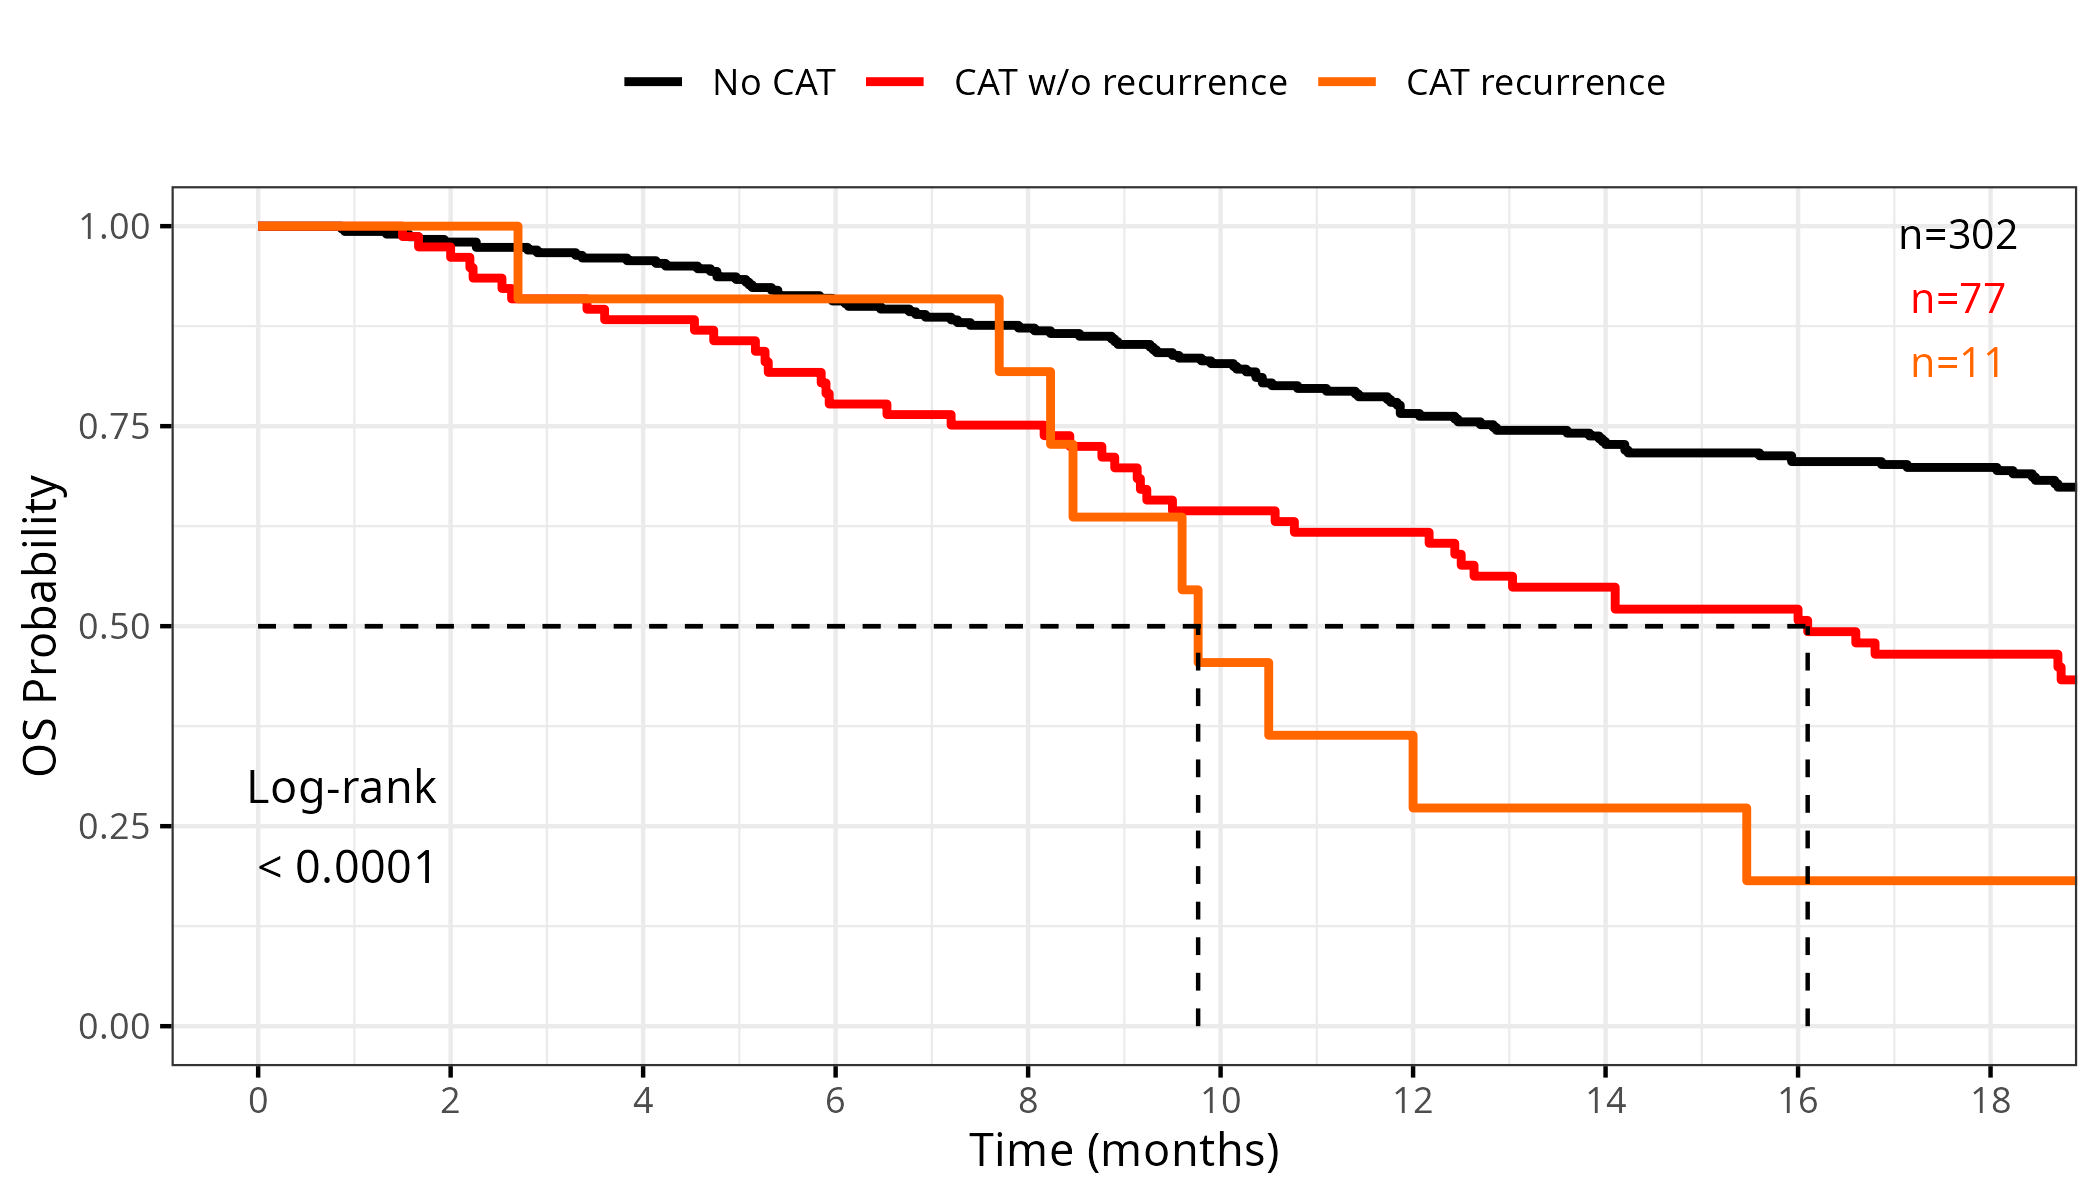 No CAT CAT w/o recurrence CAT recurrence
n=302
n=77
n=11
1.00
0.75
0.50
0.25
0.00
OS Probability
Log-rank
< 0.0001
0 2 4 6 8 10 12 14 16 18
Time (months)